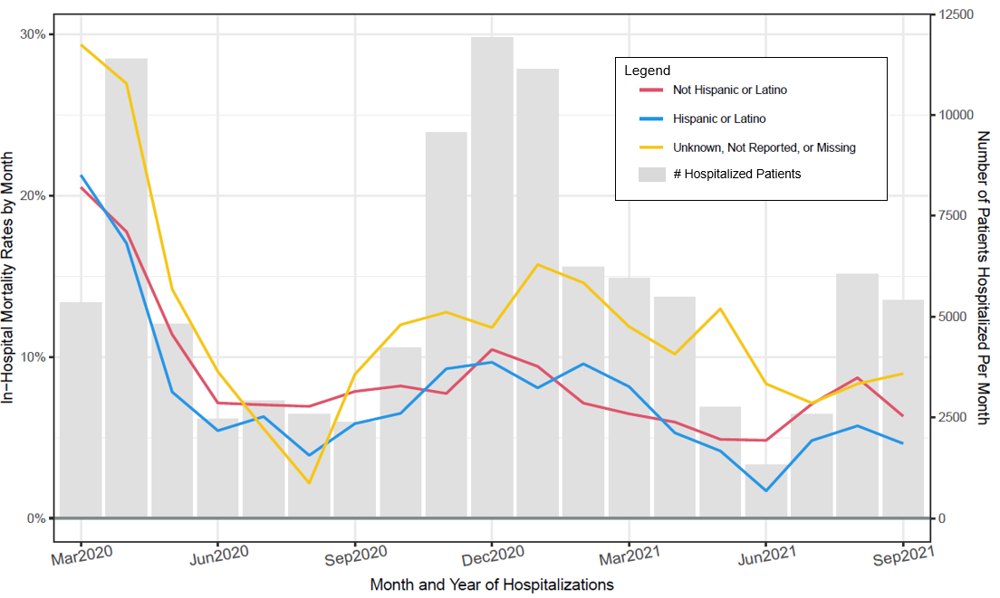 In−Hospital Mortality Rates by Month
30%
20%
10%
0%
Legend
Not Hispanic or Latino
Hispanic or Latino
Unknown, Not Reported, or Missing
# Hospitalized Patients
12500
10000
7500
5000
2500
0
Number of Patients Hospitalized Per Month
Mar2020 Jun2020 Sep2020 Dec2020 Mar2021 Jun2021 Sep2021
Month and Year of Hospitalizations